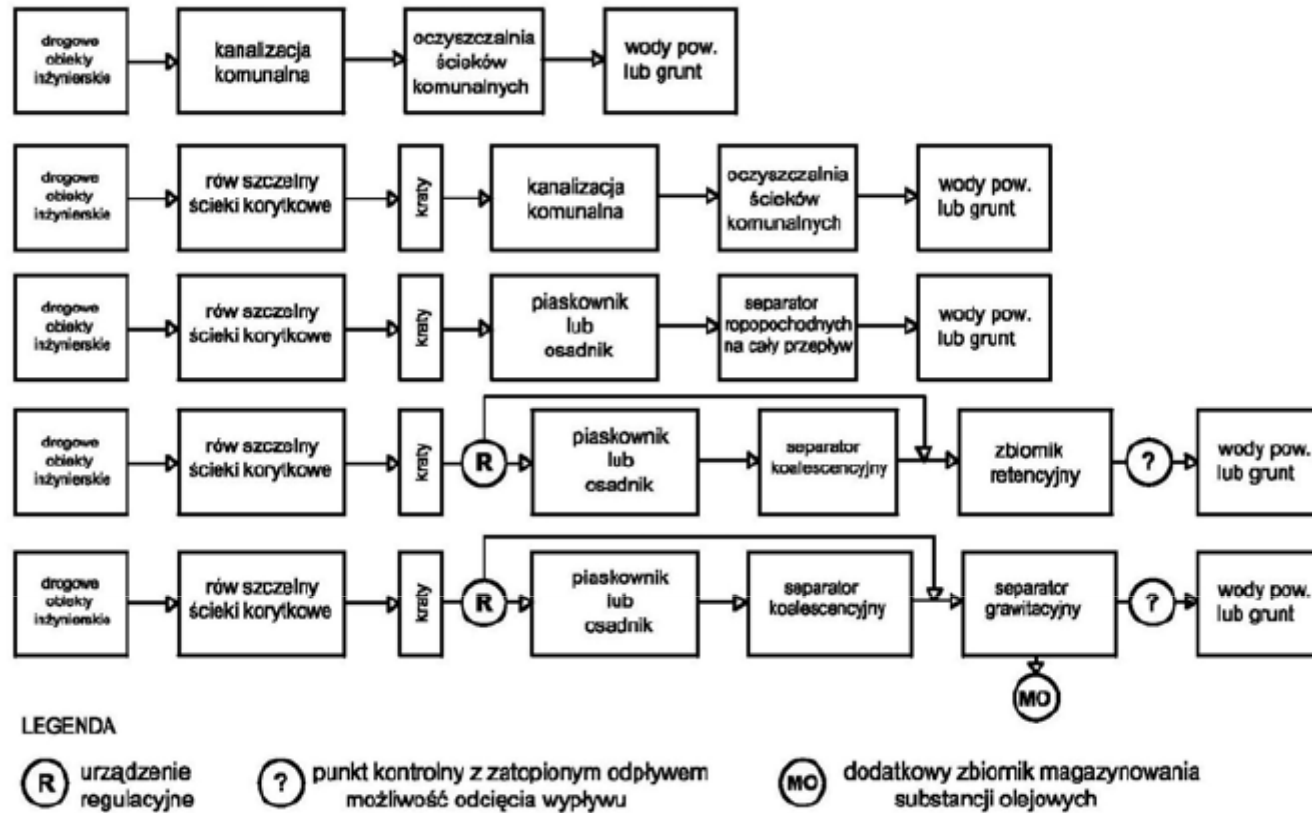 drogowe
obiekty
inżynierskie
kanalizacja
komunalna
oczyszczalnia
ścieków
komunalnych
wody pow.
lub grunt
drogowe
obiekty
inżynierskie
rów szczelny
ścieki korytkowe
kraty
kanalizacja
komunalna
oczyszczalnia
ścieków
komunalnych
wody pow.
lub grunt
drogowe
obiekty
inżynierskie
rów szczelny
ścieki korytkowe
kraty
piaskownik
lub
osadnik
separator
ropopochodnych
na cały przepływ
wody pow.
lub grunt
drogowe
obiekty
inżynierskie
rów szczelny
ścieki korytkowe
kraty
R
piaskownik
lub
osadnik
separator
koalescencyjny
zbiornik
retencyjny
?
wody pow.
lub grunt
drogowe
obiekty
inżynierskie
rów szczelny
ścieki korytkowe
kraty
R
piaskownik
lub
osadnik
separator
koalescencyjny
separator
grawitacyjny
?
wody pow.
lub grunt
MO
LEGENDA
R
urządzenie
regulacyjne
?
punkt kontrolny z zatopionym odpływem
możliwość odcięcia wypływu
MO
dodatkowy zbiornik magazynowania
substancji olejowych